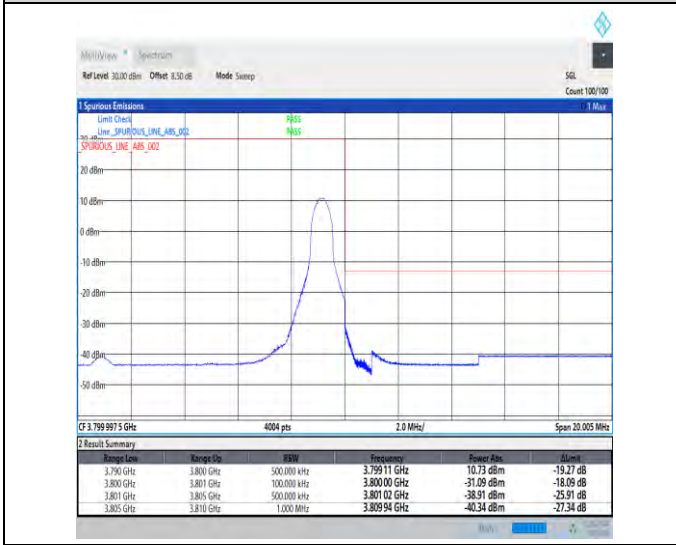 MultiView Spectrum
Ref Level 30.00 dBm Offset 8.50 dB Mode Sweep SGL
Count 100/100
1 Spurious Emissions 1 Max
Limit Check PASS
Line _SPURIOUS_LINE_ABS_002 PASS
_SPURIOUS_LINE_ABS_002
20 dBm
10 dBm
0 dBm
-10 dBm
-20 dBm
-30 dBm
-40 dBm
-50 dBm
CF 3.799 997 5 GHz 4004 pts 2.0 MHz/ Span 20.005 MHz
2 Result Summary
Range Low Range Up RBW Frequency Power Abs ΔLimit
3.790 GHz 3.800 GHz 500.000 kHz 3.799 11 GHz 10.73 dBm -19.27 dB
3.800 GHz 3.801 GHz 100.000 kHz 3.800 00 GHz -31.09 dBm -18.09 dB
3.801 GHz 3.805 GHz 500.000 kHz 3.801 02 GHz -38.91 dBm -25.91 dB
3.805 GHz 3.810 GHz 1.000 MHz 3.809 94 GHz -40.34 dBm -27.34 dB